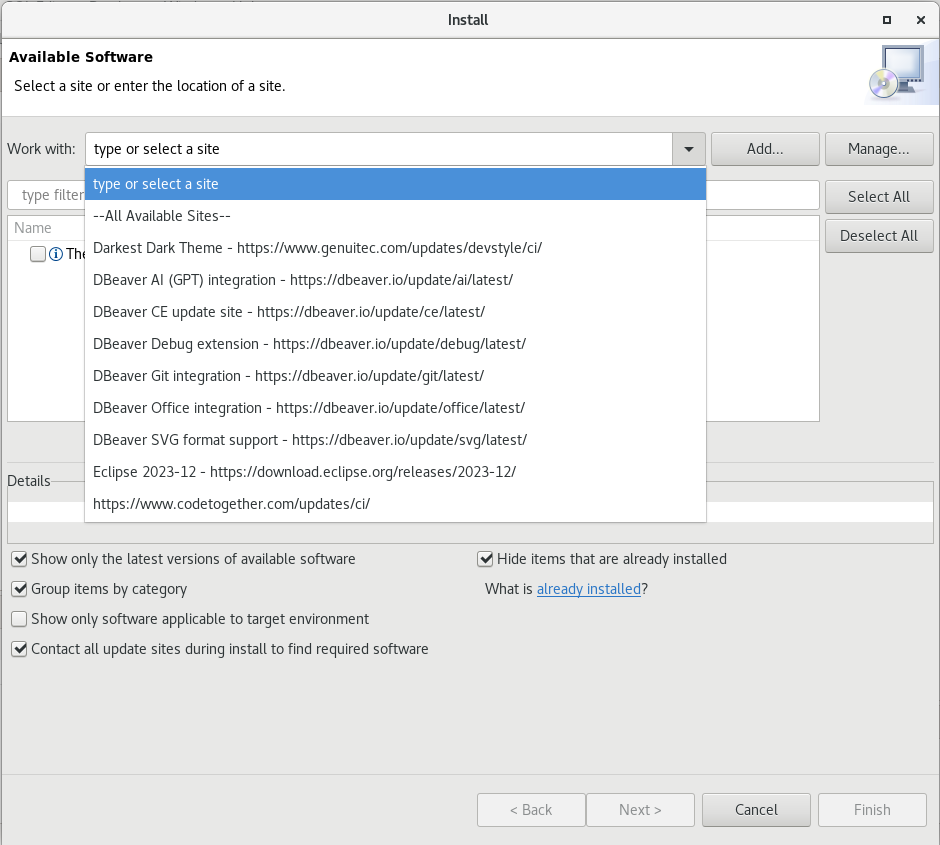 Install
Available Software
Select a site or enter the location of a site.
Work with:
type or select a site
Add...
Manage...
type or select a site
type filter
Select All
--All Available Sites--
Name
Deselect All
Darkest Dark Theme - https://www.genuitec.com/updates/devstyle/ci/
DBeaver AI (GPT) integration - https://dbeaver.io/update/ai/latest/
DBeaver CE update site - https://dbeaver.io/update/ce/latest/
DBeaver Debug extension - https://dbeaver.io/update/debug/latest/
DBeaver Git integration - https://dbeaver.io/update/git/latest/
DBeaver Office integration - https://dbeaver.io/update/office/latest/
DBeaver SVG format support - https://dbeaver.io/update/svg/latest/
Eclipse 2023-12 - https://download.eclipse.org/releases/2023-12/
Details
https://www.codetogether.com/updates/ci/
Show only the latest versions of available software
Hide items that are already installed
Group items by category
What is already installed?
Show only software applicable to target environment
Contact all update sites during install to find required software
< Back
Next >
Cancel
Finish